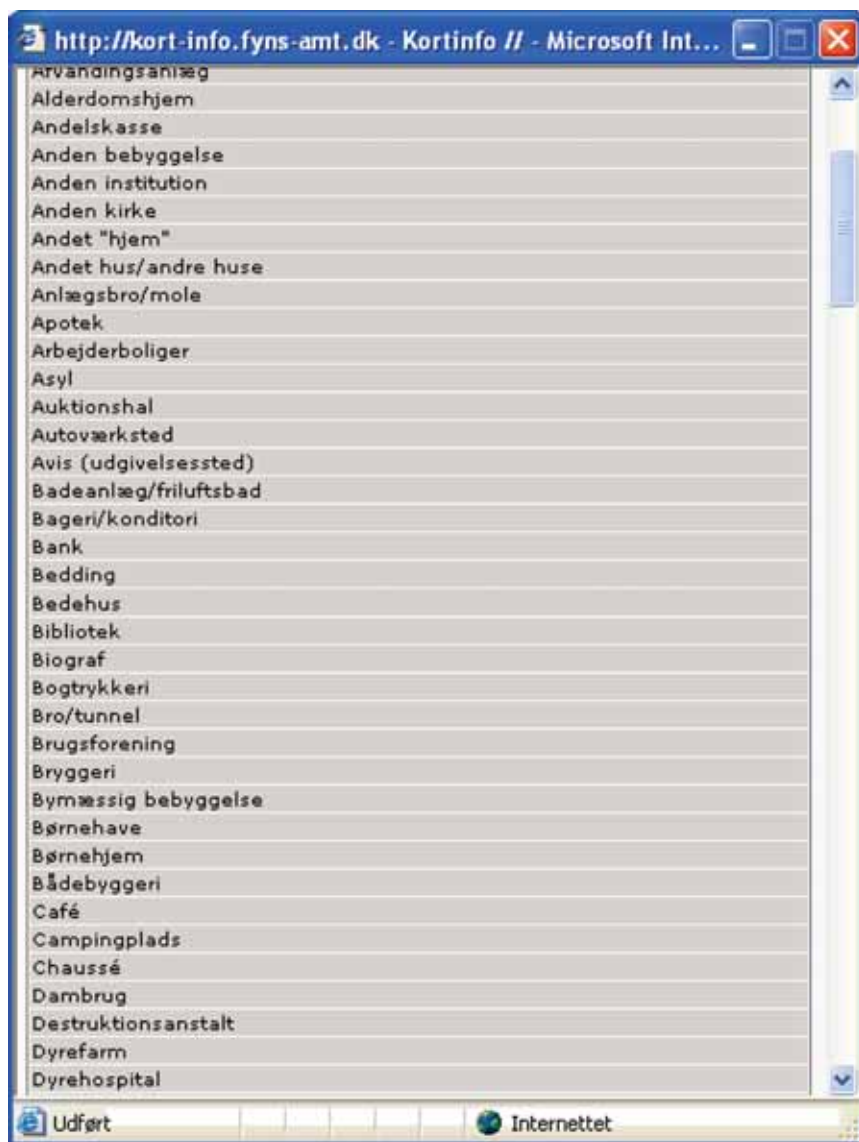 http://kort-info.fyns-amt.dk - Kortinfo // - Microsoft Int...
Afvandingsanlæg
Alderdomshjem
Andelskasse
Anden bebyggelse
Anden institution
Anden kirke
Andet "hjem"
Andet hus/andre huse
Anlægsbro/mole
Apotek
Arbejderboliger
Asyl
Auktionshal
Autoværksted
Avis (udgivelsessted)
Badeanlæg/friluftsbad
Bageri/konditori
Bank
Bedding
Bedehus
Bibliotek
Biograf
Bogtrykkeri
Bro/tunnel
Brugsforening
Bryggeri
Bymæssig bebyggelse
Børnehave
Børnehjem
Bådebyggeri
Café
Campingplads
Chaussé
Dambrug
Destruktionsanstalt
Dyrefarm
Dyrehospital
Udført Internettet